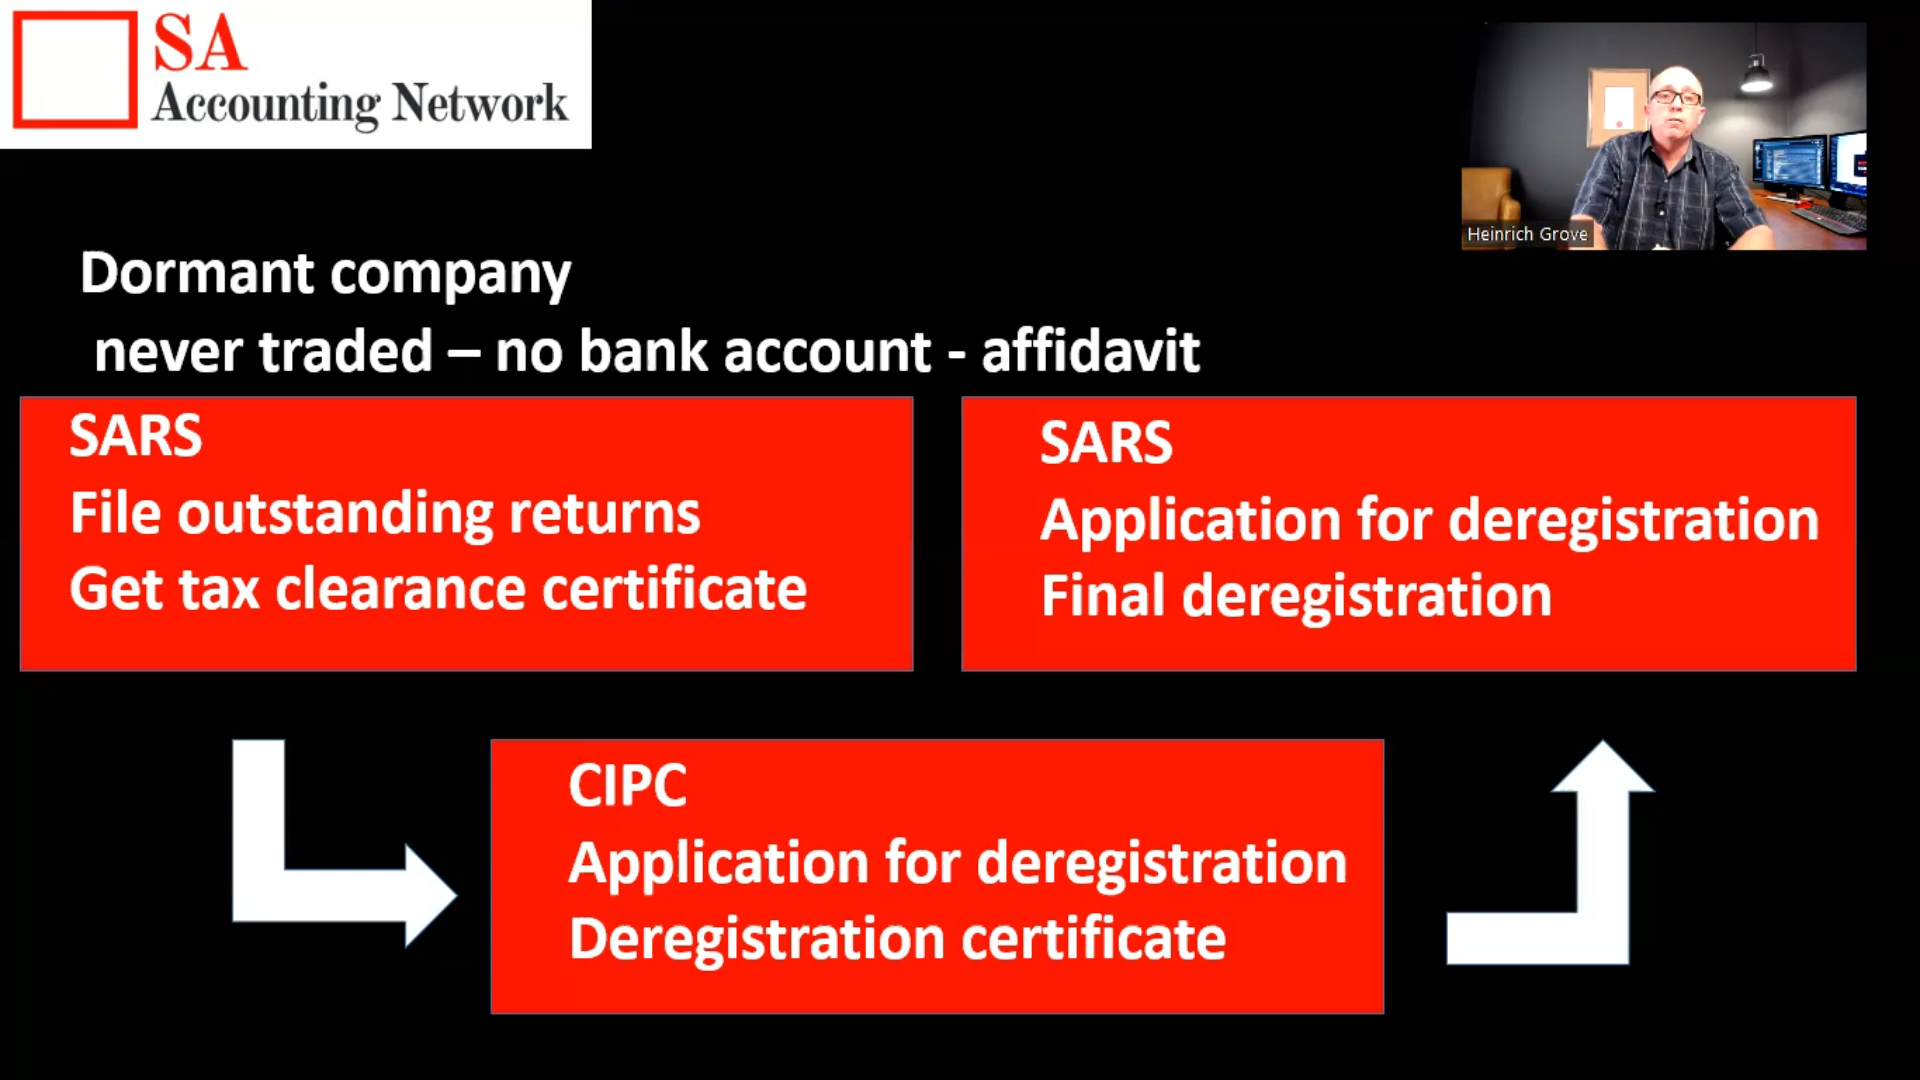 SA
Accounting Network
Heinrich Grove
Dormant company
never traded – no bank account - affidavit
SARS
File outstanding returns
Get tax clearance certificate
SARS
Application for deregistration
Final deregistration
CIPC
Application for deregistration
Deregistration certificate